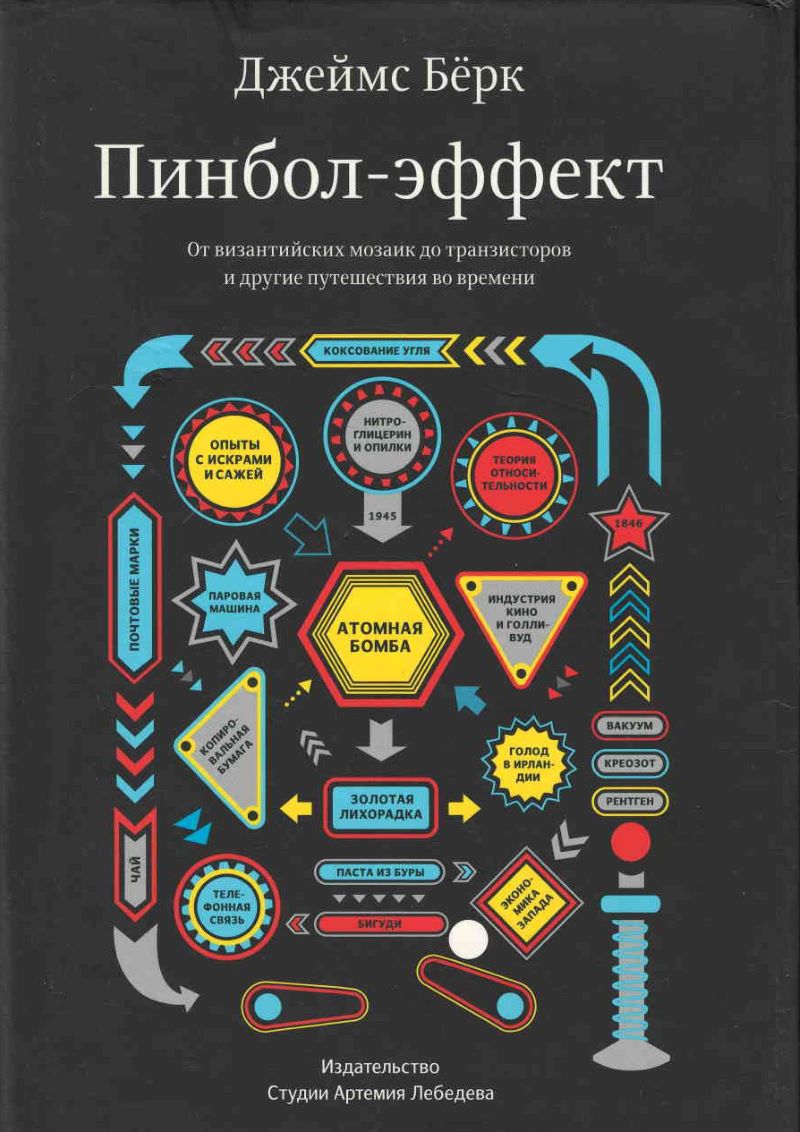 Джеймс Бёрк
Пинбол-эффект
От византийских мозаик до транзисторов
и другие путешествия во времени
КОКСОВАНИЕ УГЛЯ
ОПЫТЫ
С ИСКРАМИ
И САЖЕЙ
НИТРО-
ГЛИЦЕРИН
И ОПИЛКИ
ТЕОРИЯ
ОТНОСИ-
ТЕЛЬНОСТИ
1945
1846
ПОЧТОВЫЕ МАРКИ
ПАРОВАЯ
МАШИНА
АТОМНАЯ
БОМБА
ИНДУСТРИЯ
КИНО
И ГОЛЛИ-
ВУД
КОПИРО-
ВАЛЬНАЯ
БУМАГА
ГОЛОД
В ИРЛАН-
ДИИ
ВАКУУМ
КРЕОЗОТ
РЕНТГЕН
ЗОЛОТАЯ
ЛИХОРАДКА
ЧАЙ
ТЕЛЕ-
ФОННАЯ
СВЯЗЬ
ПАСТА ИЗ БУРЫ
БИГУДИ
ЭКОНО-
МИКА
ЗАПАДА
Издательство
Студии Артемия Лебедева